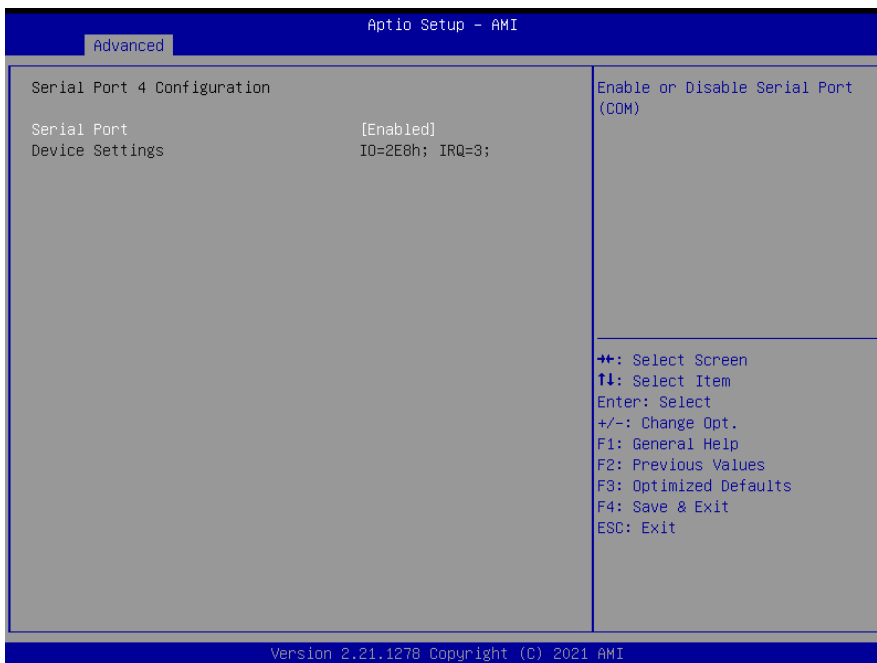 Aptio Setup – AMI
Advanced
Serial Port 4 Configuration
Serial Port [Enabled]
Device Settings IO=2E8h; IRQ=3;
Enable or Disable Serial Port
(COM)
→←: Select Screen
↑↓: Select Item
Enter: Select
+/-: Change Opt.
F1: General Help
F2: Previous Values
F3: Optimized Defaults
F4: Save & Exit
ESC: Exit
Version 2.21.1278 Copyright (C) 2021 AMI